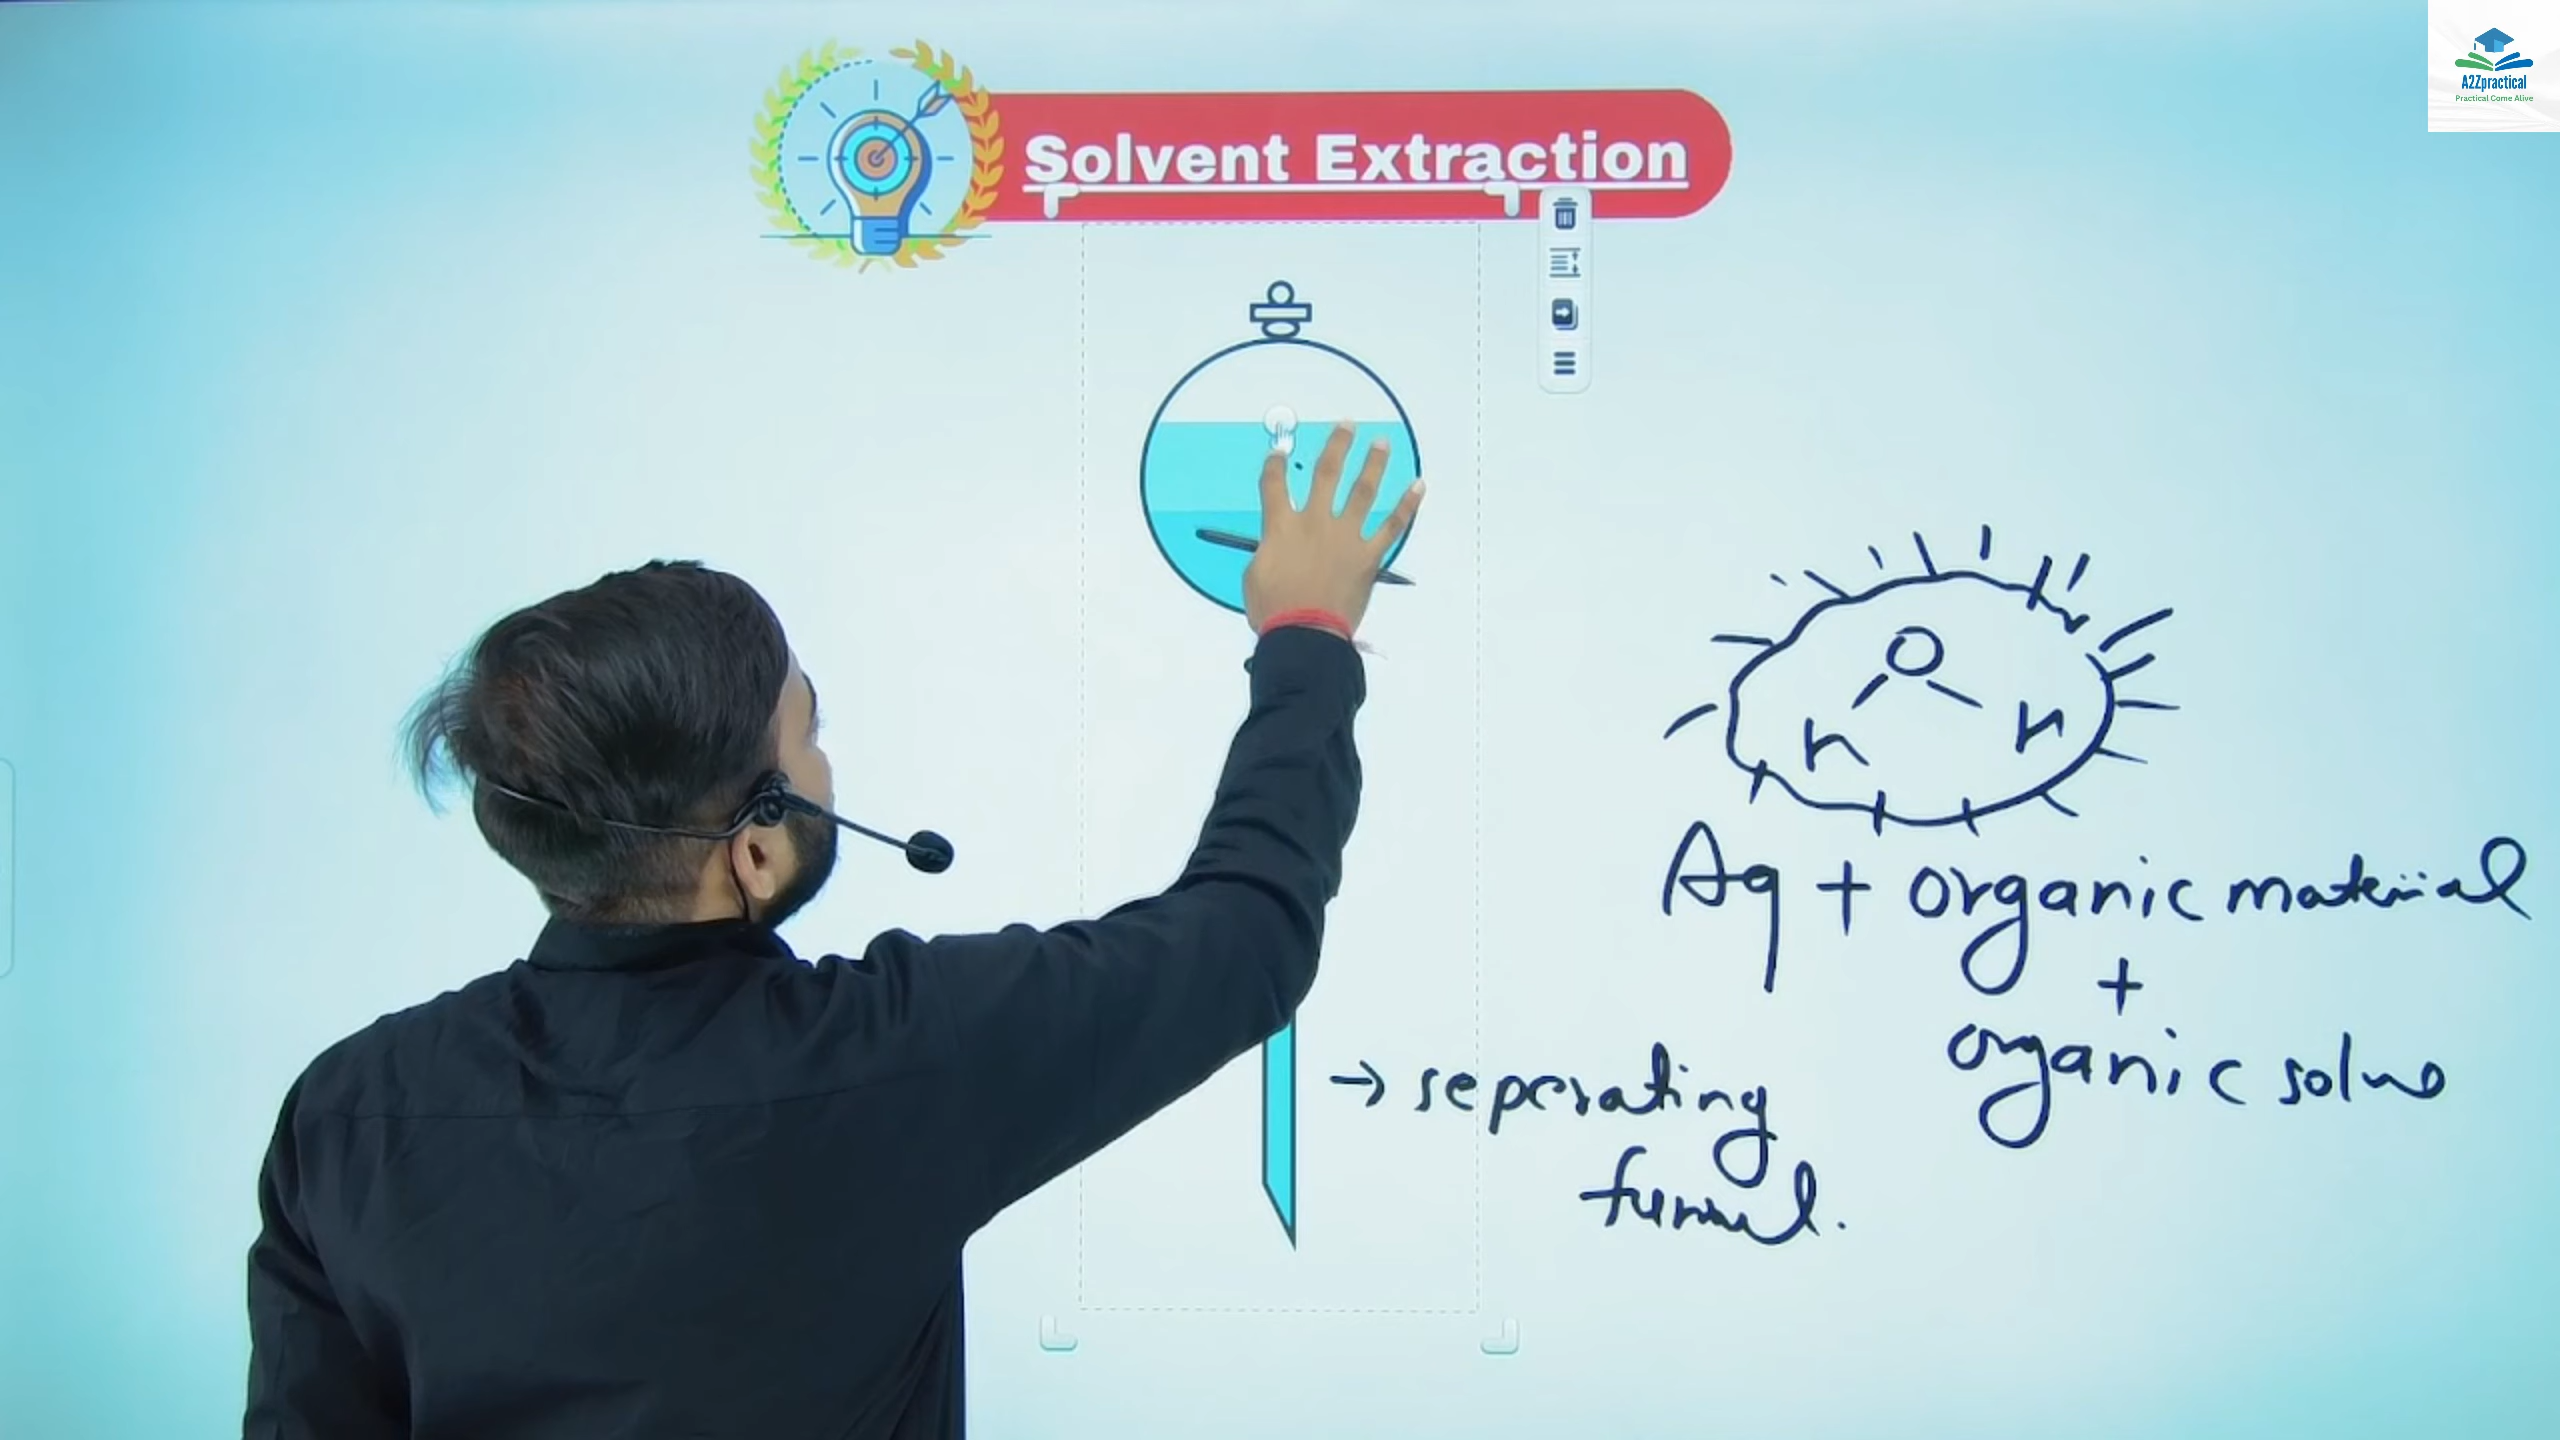 A2Zpractical
Practical Come Alive
Solvent Extraction
O
H H
Aq + organic material
+
organic solve
→ seperating
funnel.